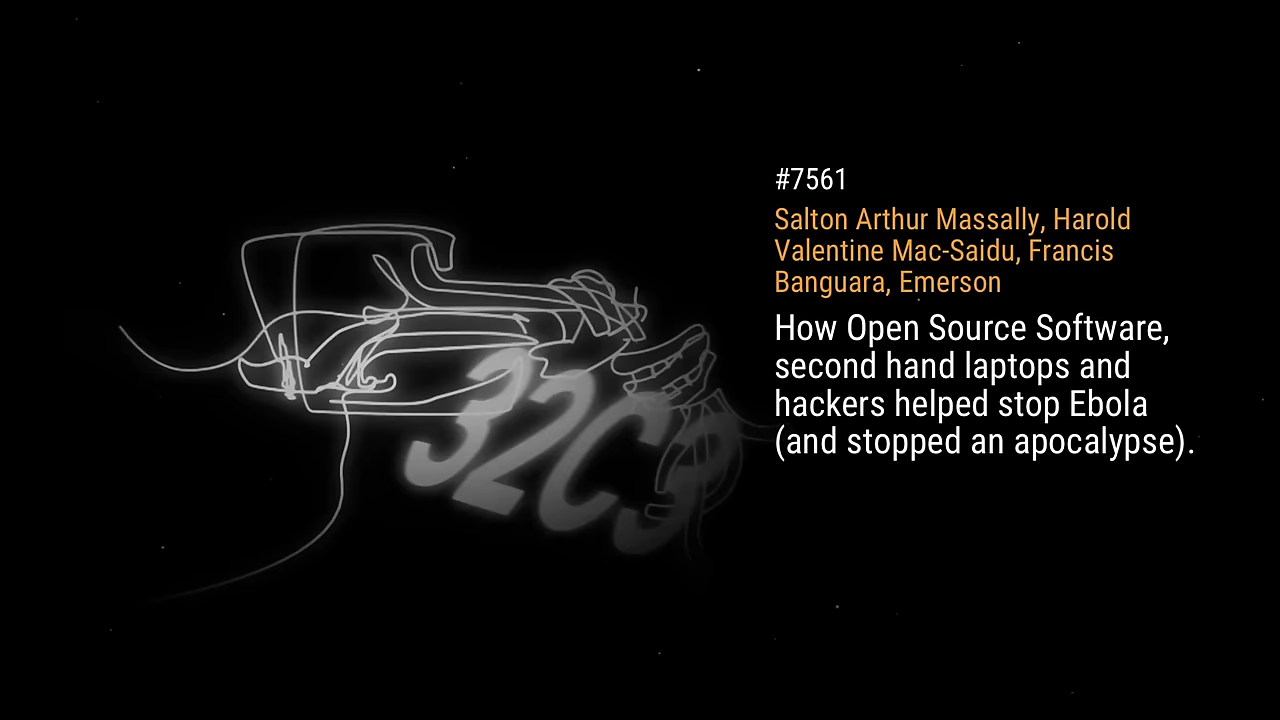 #7561
Salton Arthur Massally, Harold
Valentine Mac-Saidu, Francis
Banguara, Emerson
How Open Source Software,
second hand laptops and
hackers helped stop Ebola
(and stopped an apocalypse).
32C3